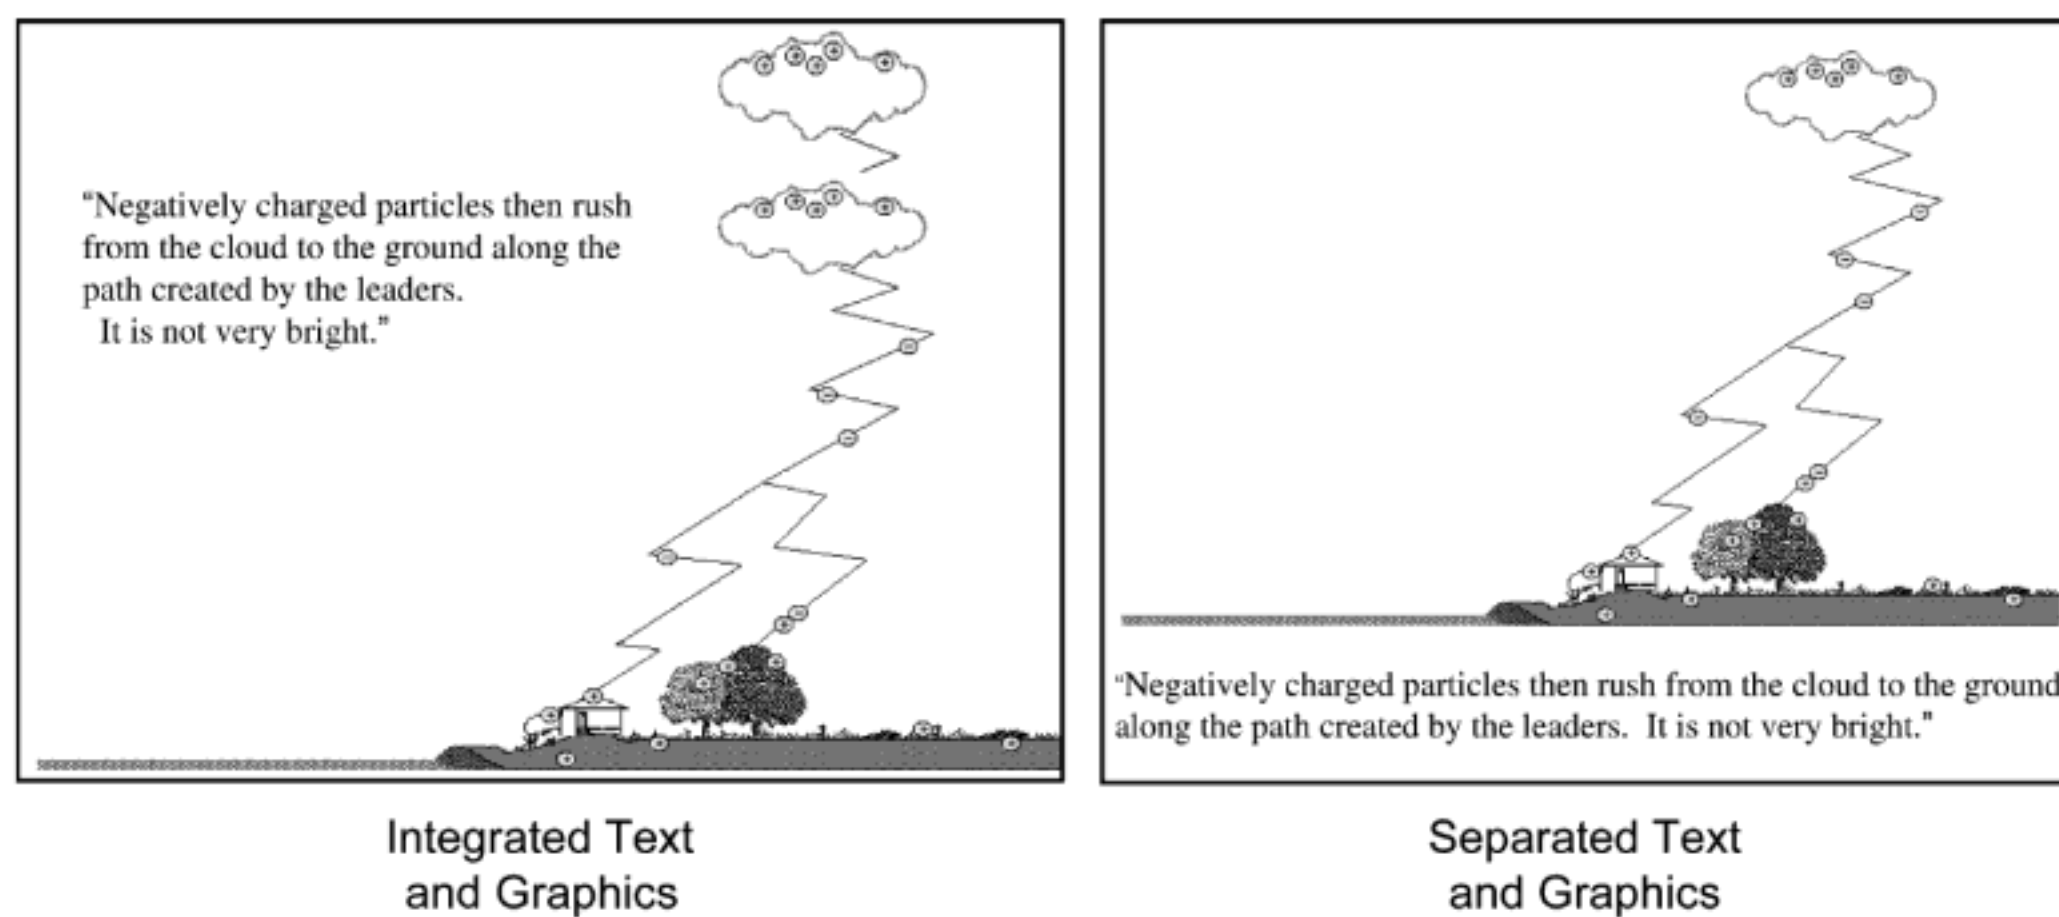 “Negatively charged particles then rush
from the cloud to the ground along the
path created by the leaders.
It is not very bright.”
“Negatively charged particles then rush from the cloud to the ground
along the path created by the leaders. It is not very bright.”
Integrated Text
and Graphics
Separated Text
and Graphics